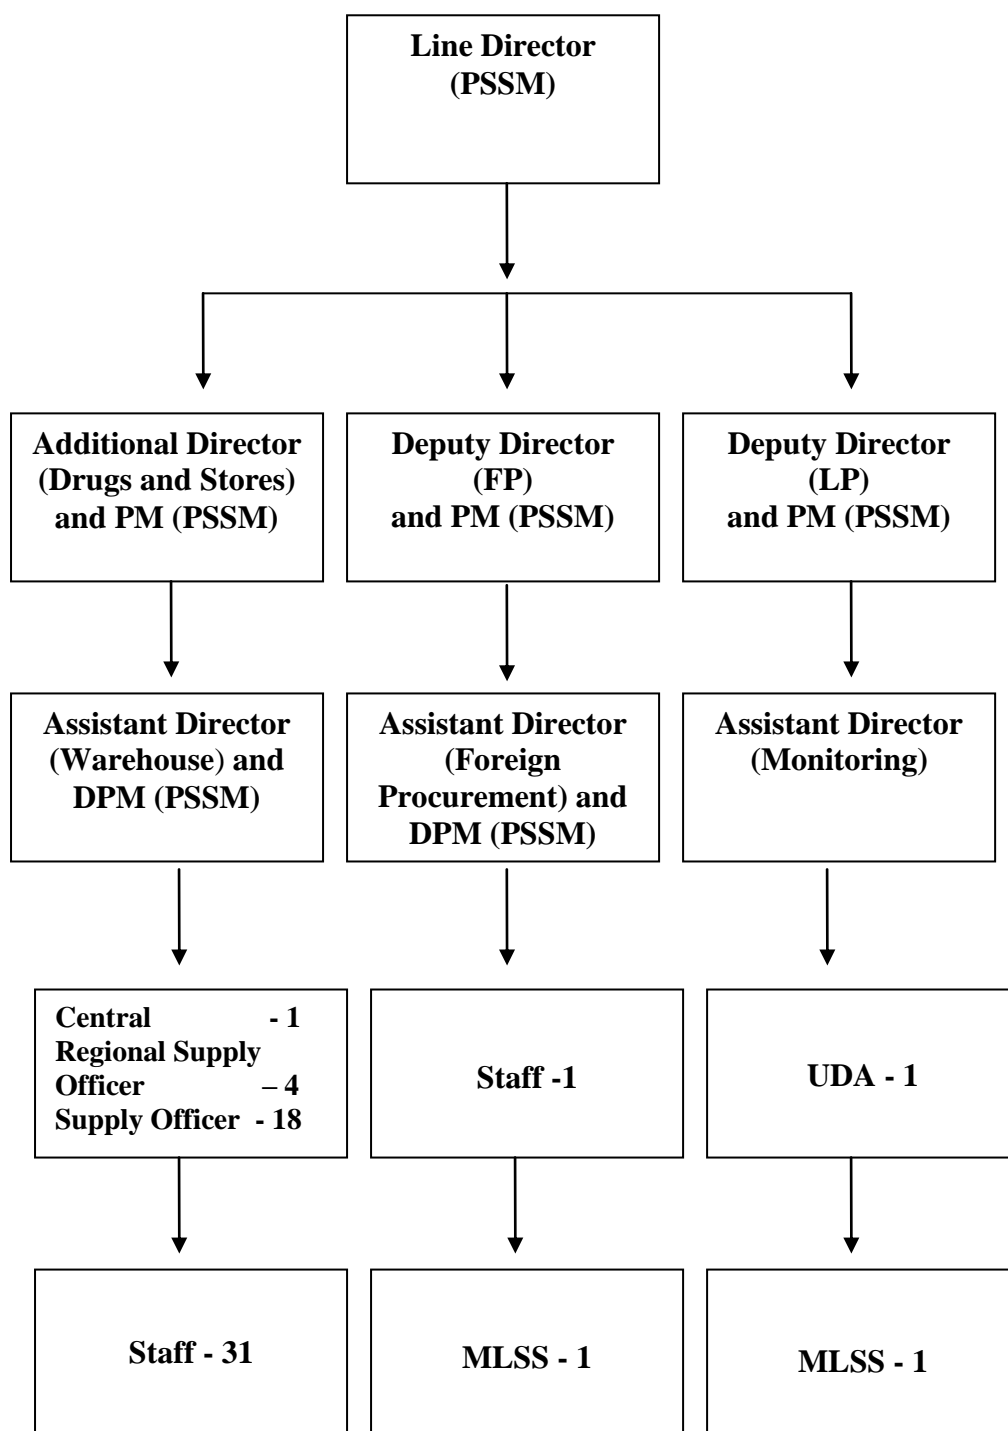 Line Director
(PSSM)
Additional Director
(Drugs and Stores)
and PM (PSSM)
Deputy Director
(FP)
and PM (PSSM)
Deputy Director
(LP)
and PM (PSSM)
Assistant Director
(Warehouse) and
DPM (PSSM)
Assistant Director
(Foreign
Procurement) and
DPM (PSSM)
Assistant Director
(Monitoring)
Central - 1
Regional Supply
Officer – 4
Supply Officer - 18
Staff -1
UDA - 1
Staff - 31
MLSS - 1
MLSS - 1